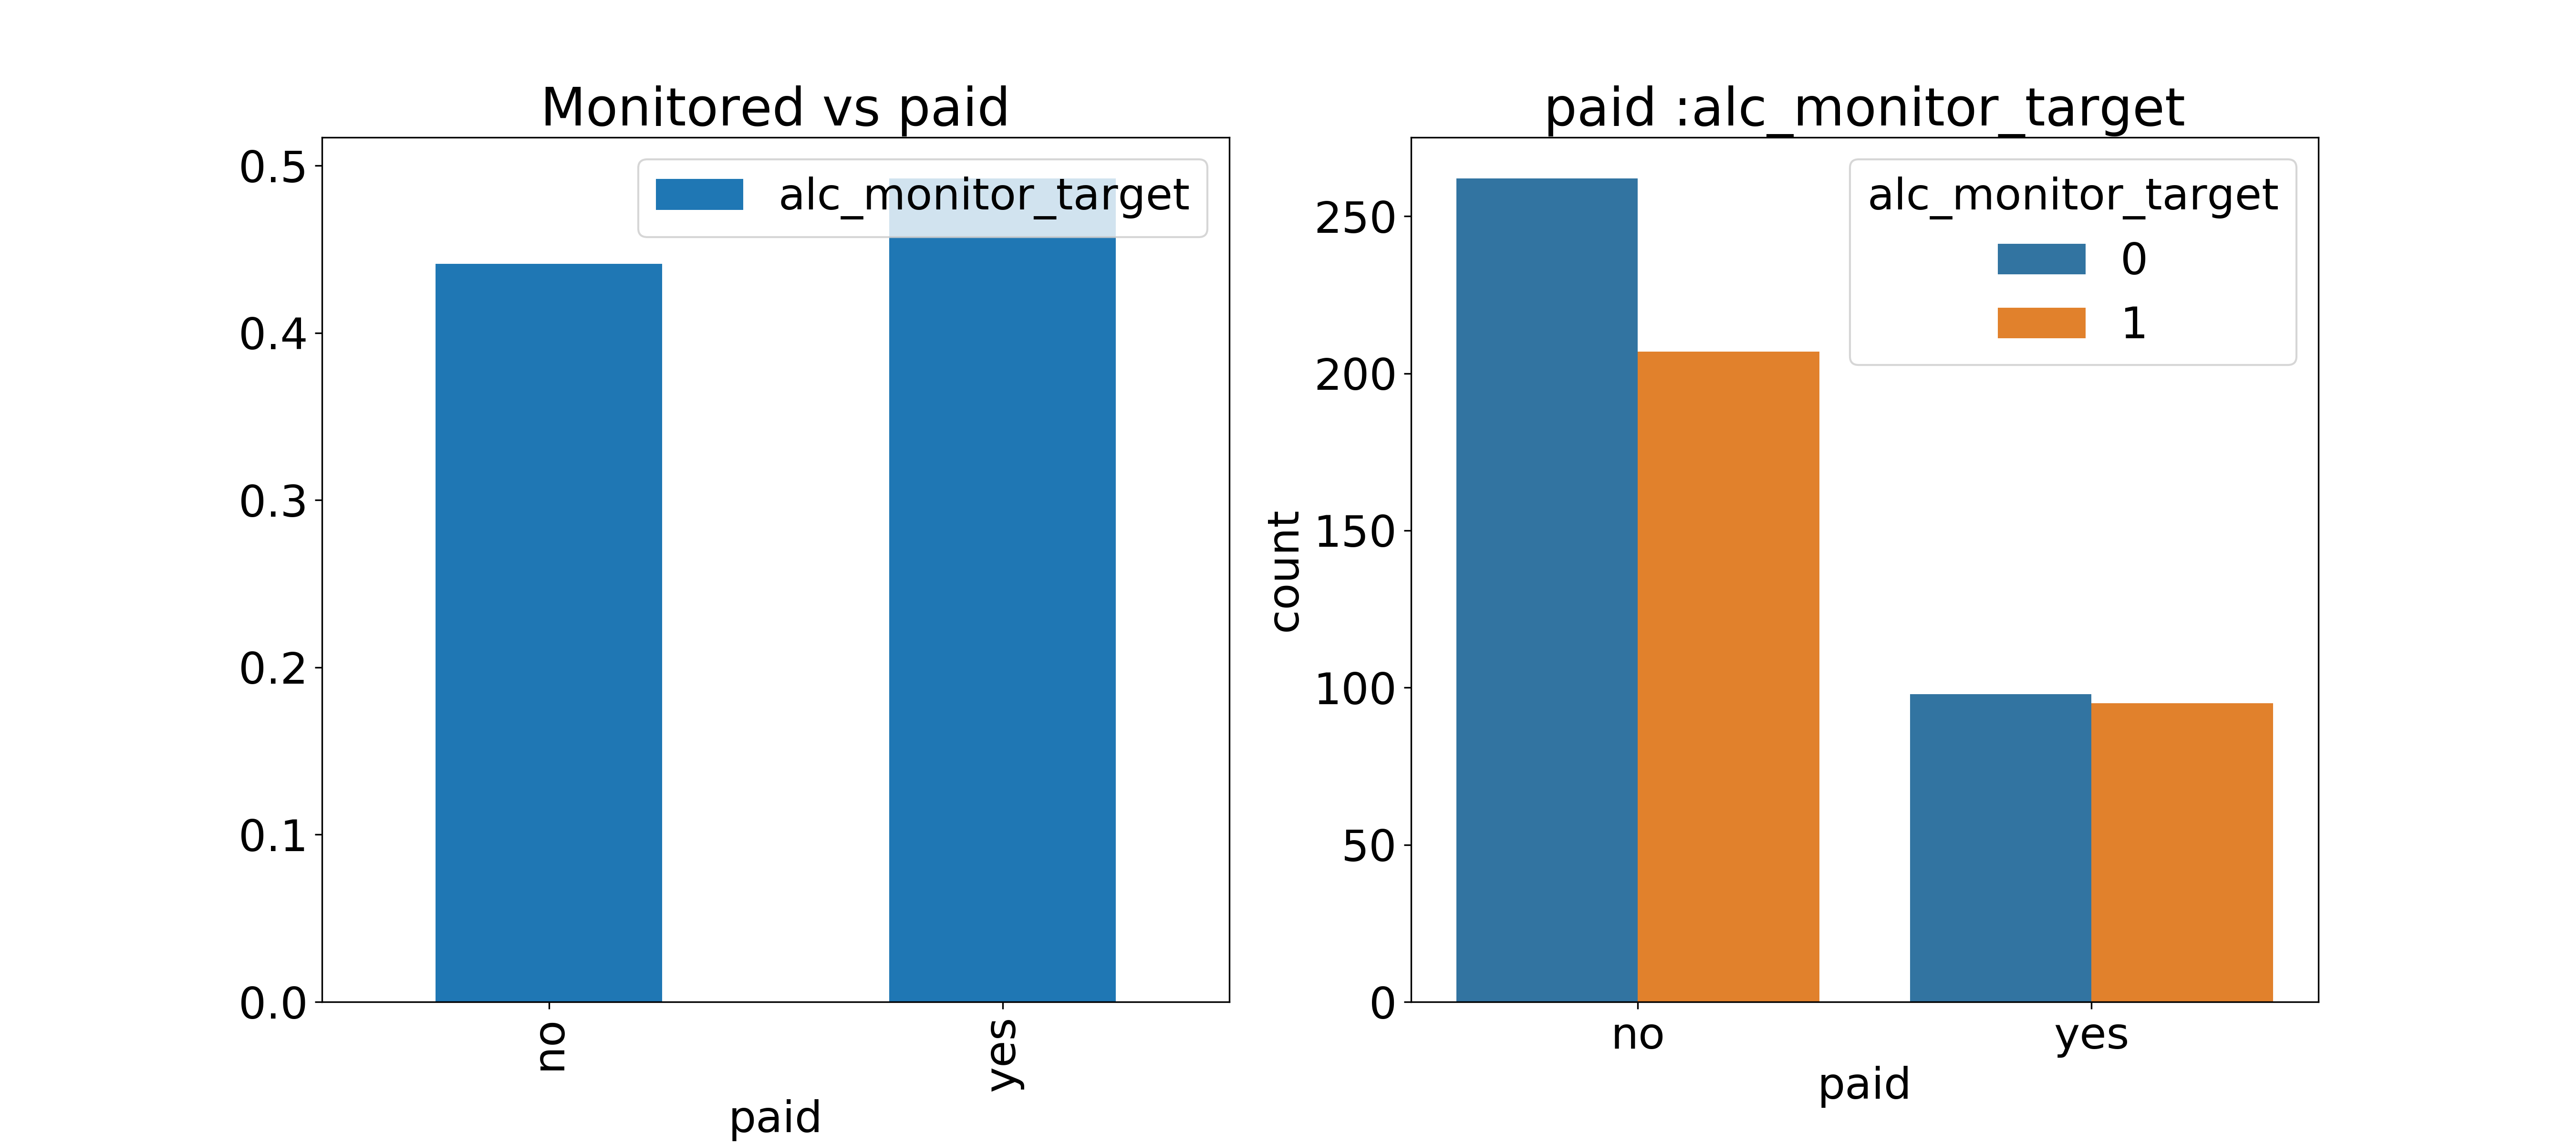 Monitored vs paid
0.5
0.4
0.3
0.2
0.1
0.0
alc_monitor_target
no
yes
paid
paid :alc_monitor_target
count
250
200
150
100
50
0
alc_monitor_target
0
1
no
yes
paid